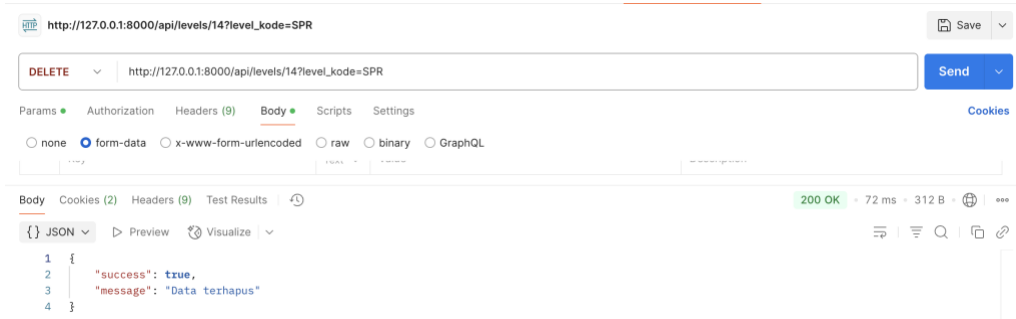 HTTP http://127.0.0.1:8000/api/levels/14?level_kode=SPR Save
DELETE http://127.0.0.1:8000/api/levels/14?level_kode=SPR Send
Params Authorization Headers (9) Body Scripts Settings Cookies
none form-data x-www-form-urlencoded raw binary GraphQL
Body Cookies (2) Headers (9) Test Results 200 OK 72 ms 312 B
{} JSON Preview Visualize
1 {
2 "success": true,
3 "message": "Data terhapus"
4 }